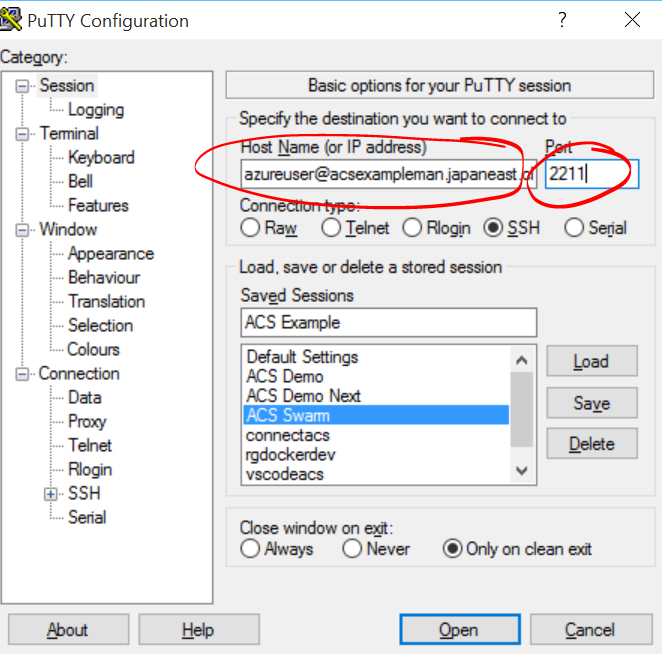 PuTTY Configuration
?
Category:
Session
Logging
Terminal
Keyboard
Bell
Features
Window
Appearance
Behaviour
Translation
Selection
Colours
Connection
Data
Proxy
Telnet
Rlogin
SSH
Serial
Basic options for your PuTTY session
Specify the destination you want to connect to
Host Name (or IP address) Port
azureuser@acsexampleman.japaneast.cl 2211
Connection type:
Raw Telnet Rlogin SSH Serial
Load, save or delete a stored session
Saved Sessions
ACS Example
Default Settings
ACS Demo
ACS Demo Next
ACS Swarm
connectacs
rgdockerdev
vscodeacs
Load
Save
Delete
Close window on exit:
Always Never Only on clean exit
About Help Open Cancel